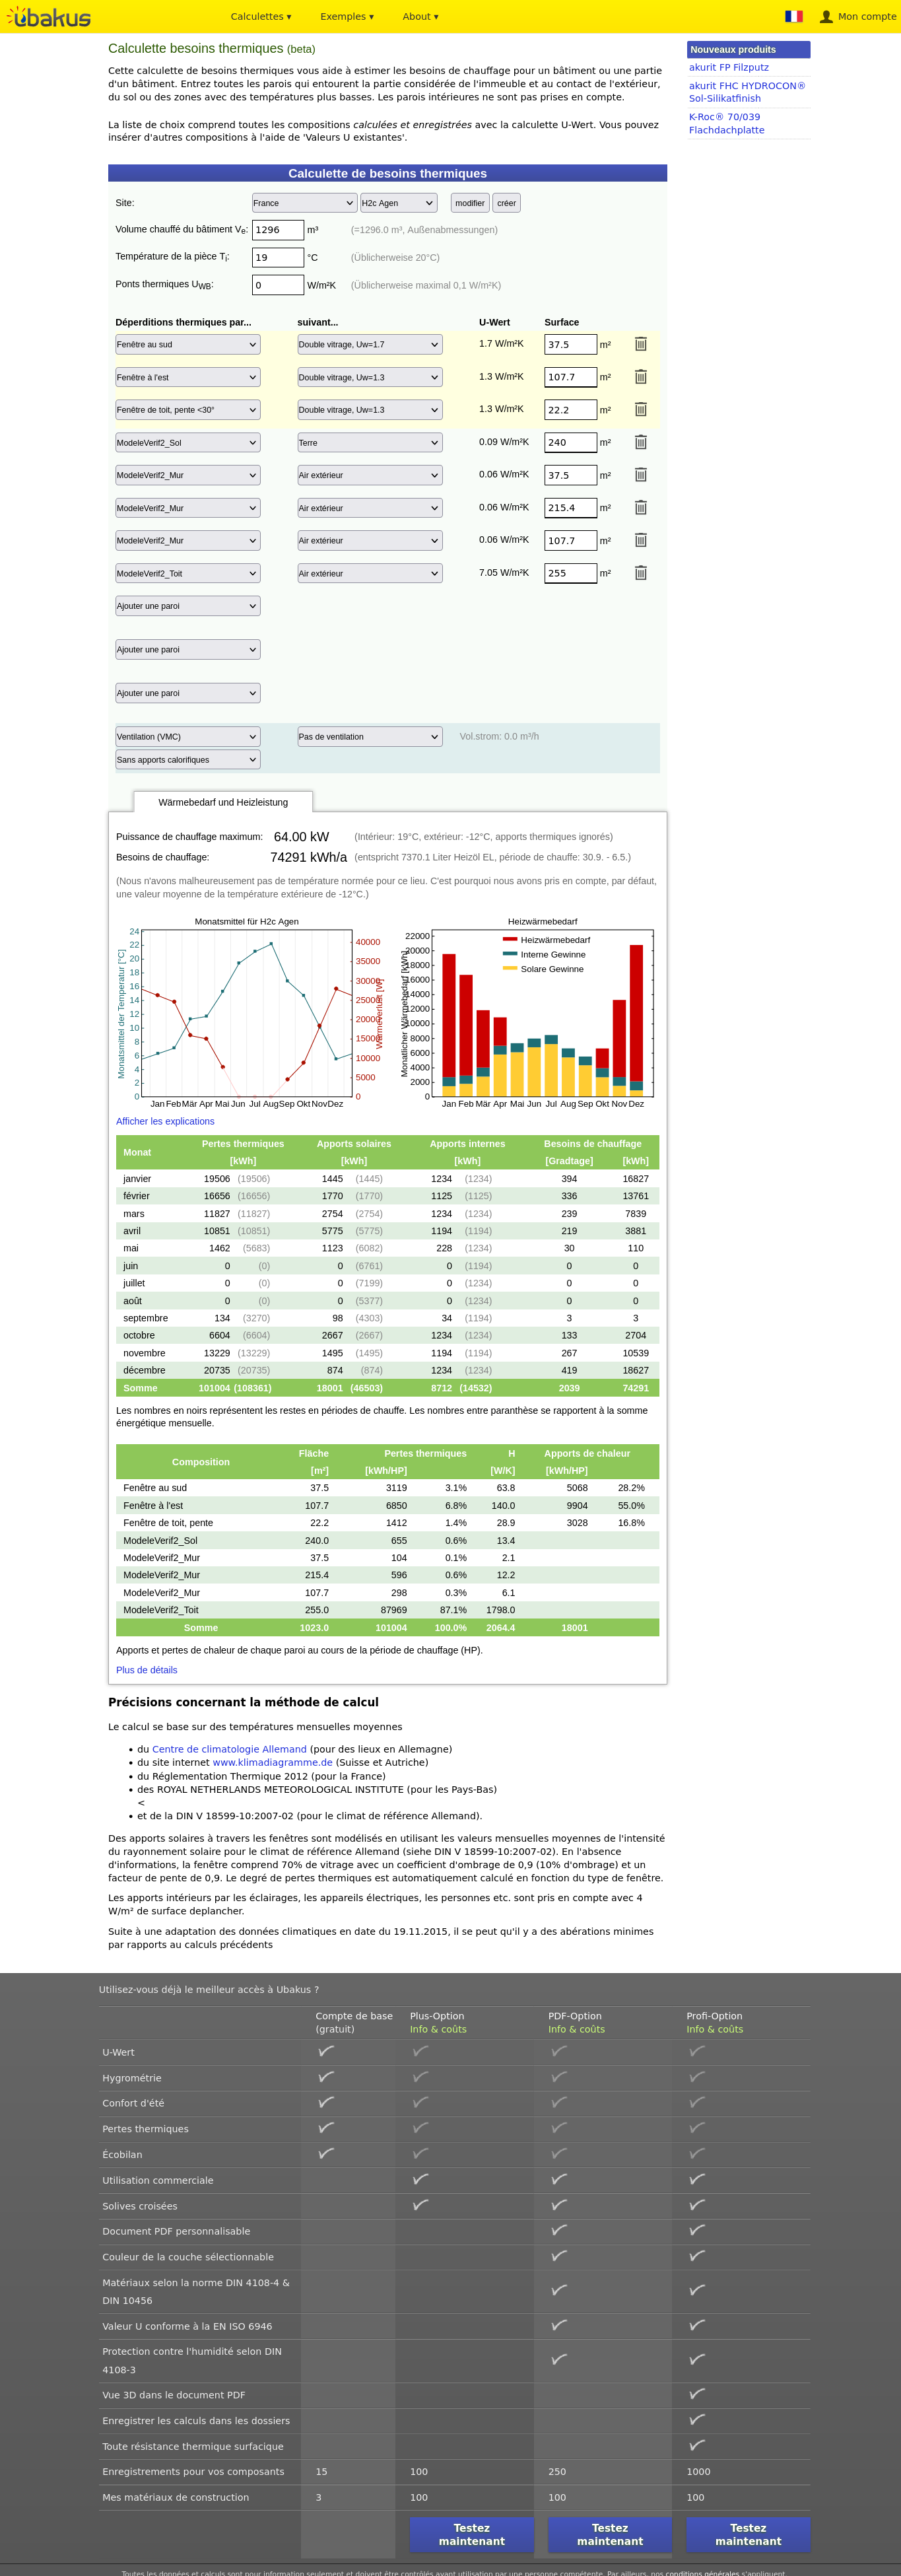 ubakus
Calculettes ▾
Exemples ▾
About ▾
Mon compte
Calculette besoins thermiques (beta)
Cette calculette de besoins thermiques vous aide à estimer les besoins de chauffage pour un bâtiment ou une partie
d'un bâtiment. Entrez toutes les parois qui entourent la partie considérée de l'immeuble et au contact de l'extérieur,
du sol ou des zones avec des températures plus basses. Les parois intérieures ne sont pas prises en compte.
La liste de choix comprend toutes les compositions calculées et enregistrées avec la calculette U-Wert. Vous pouvez
insérer d'autres compositions à l'aide de 'Valeurs U existantes'.
Nouveaux produits
akurit FP Filzputz
akurit FHC HYDROCON®
Sol-Silikatfinish
K-Roc® 70/039
Flachdachplatte
Calculette de besoins thermiques
Site: France H2c Agen modifier créer
Volume chauffé du bâtiment Ve: 1296 m³ (=1296.0 m³, Außenabmessungen)
Température de la pièce Ti: 19 °C (Üblicherweise 20°C)
Ponts thermiques UWB: 0 W/m²K (Üblicherweise maximal 0,1 W/m²K)
Déperditions thermiques par... suivant... U-Wert Surface
Fenêtre au sud Double vitrage, Uw=1.7 1.7 W/m²K 37.5 m²
Fenêtre à l'est Double vitrage, Uw=1.3 1.3 W/m²K 107.7 m²
Fenêtre de toit, pente <30° Double vitrage, Uw=1.3 1.3 W/m²K 22.2 m²
ModeleVerif2_Sol Terre 0.09 W/m²K 240 m²
ModeleVerif2_Mur Air extérieur 0.06 W/m²K 37.5 m²
ModeleVerif2_Mur Air extérieur 0.06 W/m²K 215.4 m²
ModeleVerif2_Mur Air extérieur 0.06 W/m²K 107.7 m²
ModeleVerif2_Toit Air extérieur 7.05 W/m²K 255 m²
Ajouter une paroi
Ajouter une paroi
Ajouter une paroi
Ventilation (VMC) Pas de ventilation Vol.strom: 0.0 m³/h
Sans apports calorifiques
Wärmebedarf und Heizleistung
Puissance de chauffage maximum: 64.00 kW (Intérieur: 19°C, extérieur: -12°C, apports thermiques ignorés)
Besoins de chauffage: 74291 kWh/a (entspricht 7370.1 Liter Heizöl EL, période de chauffe: 30.9. - 6.5.)
(Nous n'avons malheureusement pas de température normée pour ce lieu. C'est pourquoi nous avons pris en compte, par défaut,
une valeur moyenne de la température extérieure de -12°C.)
Monatsmittel für H2c Agen
Monatsmittel der Temperatur [°C]
24
22
20
18
16
14
12
10
8
6
4
2
0
40000
35000
30000
25000
20000
15000
10000
5000
0
Wärmeverlust [W]
Jan Feb Mär Apr Mai Jun Jul Aug Sep Okt Nov Dez
Heizwärmebedarf
Monatlicher Wärmebedarf [kWh]
22000
20000
18000
16000
14000
12000
10000
8000
6000
4000
2000
0
Heizwärmebedarf
Interne Gewinne
Solare Gewinne
Jan Feb Mär Apr Mai Jun Jul Aug Sep Okt Nov Dez
Afficher les explications
Monat Pertes thermiques Apports solaires Apports internes Besoins de chauffage
[kWh] [kWh] [kWh] [Gradtage] [kWh]
janvier 19506 (19506) 1445 (1445) 1234 (1234) 394 16827
février 16656 (16656) 1770 (1770) 1125 (1125) 336 13761
mars 11827 (11827) 2754 (2754) 1234 (1234) 239 7839
avril 10851 (10851) 5775 (5775) 1194 (1194) 219 3881
mai 1462 (5683) 1123 (6082) 228 (1234) 30 110
juin 0 (0) 0 (6761) 0 (1194) 0 0
juillet 0 (0) 0 (7199) 0 (1234) 0 0
août 0 (0) 0 (5377) 0 (1234) 0 0
septembre 134 (3270) 98 (4303) 34 (1194) 3 3
octobre 6604 (6604) 2667 (2667) 1234 (1234) 133 2704
novembre 13229 (13229) 1495 (1495) 1194 (1194) 267 10539
décembre 20735 (20735) 874 (874) 1234 (1234) 419 18627
Somme 101004 (108361) 18001 (46503) 8712 (14532) 2039 74291
Les nombres en noirs représentent les restes en périodes de chauffe. Les nombres entre paranthèse se rapportent à la somme
énergétique mensuelle.
Composition Fläche Pertes thermiques H Apports de chaleur
[m²] [kWh/HP] [W/K] [kWh/HP]
Fenêtre au sud 37.5 3119 3.1% 63.8 5068 28.2%
Fenêtre à l'est 107.7 6850 6.8% 140.0 9904 55.0%
Fenêtre de toit, pente 22.2 1412 1.4% 28.9 3028 16.8%
ModeleVerif2_Sol 240.0 655 0.6% 13.4
ModeleVerif2_Mur 37.5 104 0.1% 2.1
ModeleVerif2_Mur 215.4 596 0.6% 12.2
ModeleVerif2_Mur 107.7 298 0.3% 6.1
ModeleVerif2_Toit 255.0 87969 87.1% 1798.0
Somme 1023.0 101004 100.0% 2064.4 18001
Apports et pertes de chaleur de chaque paroi au cours de la période de chauffage (HP).
Plus de détails
Précisions concernant la méthode de calcul
Le calcul se base sur des températures mensuelles moyennes
• du Centre de climatologie Allemand (pour des lieux en Allemagne)
• du site internet www.klimadiagramme.de (Suisse et Autriche)
• du Réglementation Thermique 2012 (pour la France)
• des ROYAL NETHERLANDS METEOROLOGICAL INSTITUTE (pour les Pays-Bas)
<
• et de la DIN V 18599-10:2007-02 (pour le climat de référence Allemand).
Des apports solaires à travers les fenêtres sont modélisés en utilisant les valeurs mensuelles moyennes de l'intensité
du rayonnement solaire pour le climat de référence Allemand (siehe DIN V 18599-10:2007-02). En l'absence
d'informations, la fenêtre comprend 70% de vitrage avec un coefficient d'ombrage de 0,9 (10% d'ombrage) et un
facteur de pente de 0,9. Le degré de pertes thermiques est automatiquement calculé en fonction du type de fenêtre.
Les apports intérieurs par les éclairages, les appareils électriques, les personnes etc. sont pris en compte avec 4
W/m² de surface deplancher.
Suite à une adaptation des données climatiques en date du 19.11.2015, il se peut qu'il y a des abérations minimes
par rapports au calculs précédents
Utilisez-vous déjà le meilleur accès à Ubakus ?
Compte de base Plus-Option PDF-Option Profi-Option
(gratuit) Info & coûts Info & coûts Info & coûts
U-Wert
Hygrométrie
Confort d'été
Pertes thermiques
Écobilan
Utilisation commerciale
Solives croisées
Document PDF personnalisable
Couleur de la couche sélectionnable
Matériaux selon la norme DIN 4108-4 &
DIN 10456
Valeur U conforme à la EN ISO 6946
Protection contre l'humidité selon DIN
4108-3
Vue 3D dans le document PDF
Enregistrer les calculs dans les dossiers
Toute résistance thermique surfacique
Enregistrements pour vos composants 15 100 250 1000
Mes matériaux de construction 3 100 100 100
Testez maintenant
Testez maintenant
Testez maintenant
Toutes les données et calculs sont pour information seulement et doivent être contrôlés avant utilisation par une personne compétente. Par ailleurs, nos conditions générales s'appliquent.